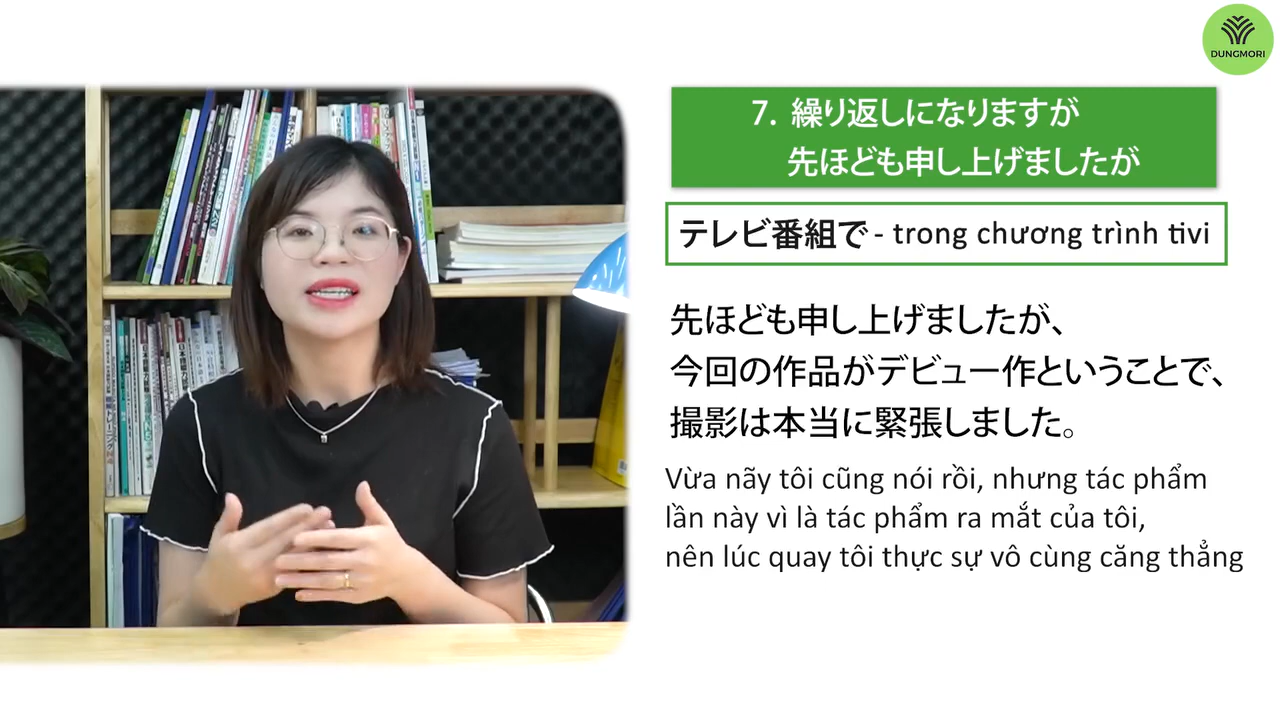 DUNGMORI
7. 繰り返しになりますが
先ほども申し上げましたが
テレビ番組で - trong chương trình tivi
先ほども申し上げましたが、
今回の作品がデビュー作ということで、
撮影は本当に緊張しました。
Vừa nãy tôi cũng nói rồi, nhưng tác phẩm
lần này vì là tác phẩm ra mắt của tôi,
nên lúc quay tôi thực sự vô cùng căng thẳng